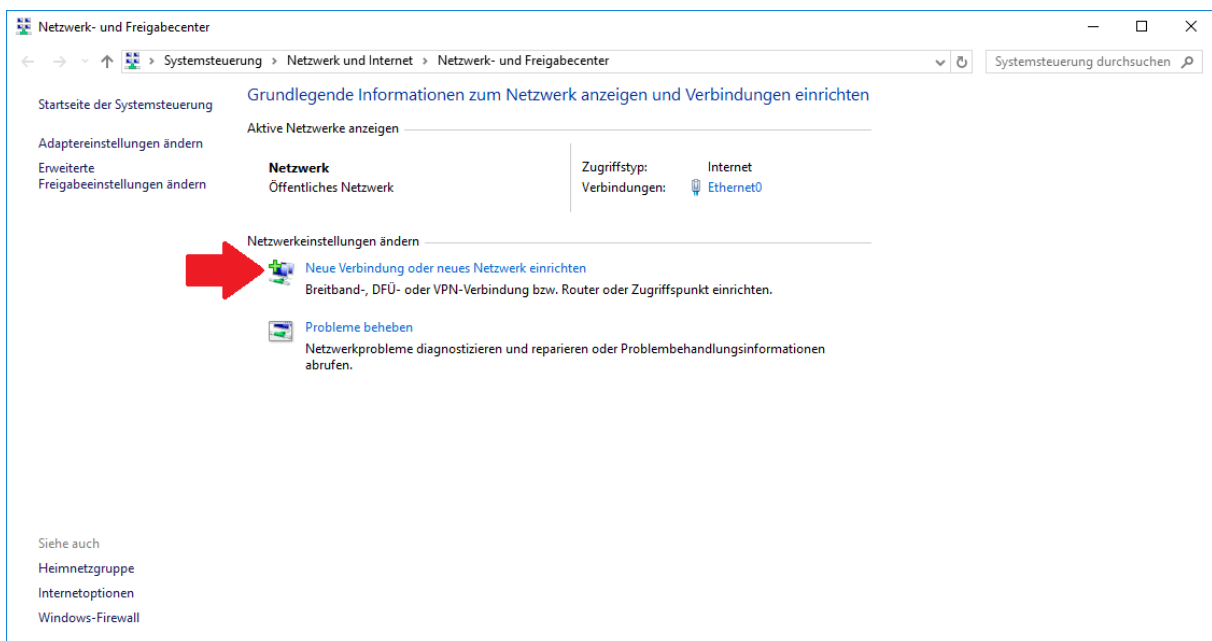 Netzwerk- und Freigabecenter
Systemsteuerung > Netzwerk und Internet > Netzwerk- und Freigabecenter
Systemsteuerung durchsuchen
Startseite der Systemsteuerung
Adaptereinstellungen ändern
Erweiterte
Freigabeeinstellungen ändern
Grundlegende Informationen zum Netzwerk anzeigen und Verbindungen einrichten
Aktive Netzwerke anzeigen
Netzwerk
Öffentliches Netzwerk
Zugriffstyp: Internet
Verbindungen: Ethernet0
Netzwerkeinstellungen ändern
Neue Verbindung oder neues Netzwerk einrichten
Breitband-, DFÜ- oder VPN-Verbindung bzw. Router oder Zugriffspunkt einrichten.
Probleme beheben
Netzwerkprobleme diagnostizieren und reparieren oder Problembehandlungsinformationen
abrufen.
Siehe auch
Heimnetzgruppe
Internetoptionen
Windows-Firewall